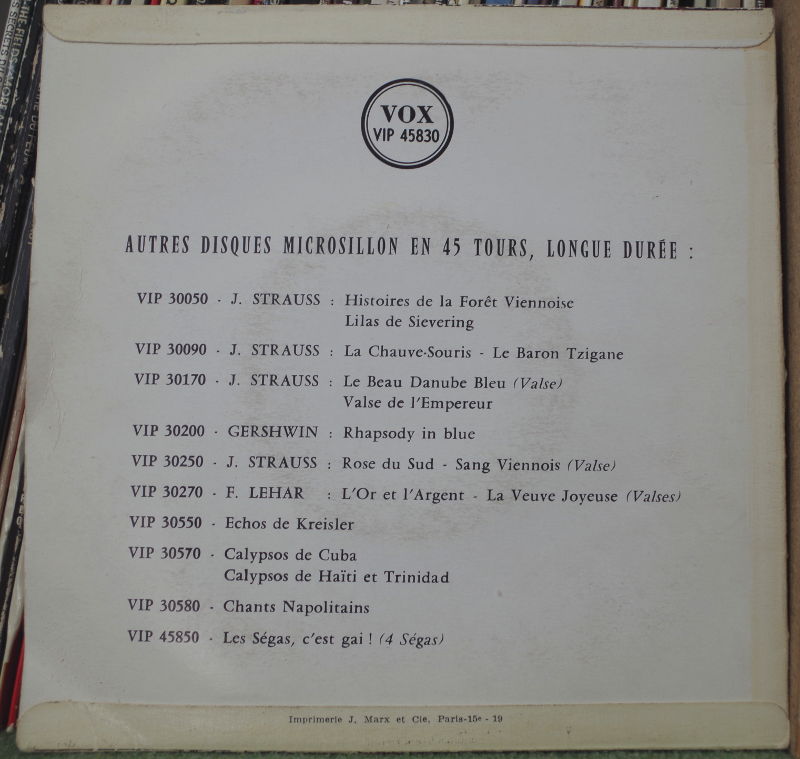 VOX
VIP 45830
AUTRES DISQUES MICROSILLON EN 45 TOURS, LONGUE DURÉE :
VIP 30050 - J. STRAUSS : Histoires de la Forêt Viennoise
Lilas de Sievering
VIP 30090 - J. STRAUSS : La Chauve-Souris - Le Baron Tzigane
VIP 30170 - J. STRAUSS : Le Beau Danube Bleu (Valse)
Valse de l'Empereur
VIP 30200 - GERSHWIN : Rhapsody in blue
VIP 30250 - J. STRAUSS : Rose du Sud - Sang Viennois (Valse)
VIP 30270 - F. LEHAR : L'Or et l'Argent - La Veuve Joyeuse (Valses)
VIP 30550 - Echos de Kreisler
VIP 30570 - Calypsos de Cuba
Calypsos de Haïti et Trinidad
VIP 30580 - Chants Napolitains
VIP 45850 - Les Ségas, c'est gai ! (4 Ségas)
Imprimerie J. Marx et Cie, Paris-15e - 19